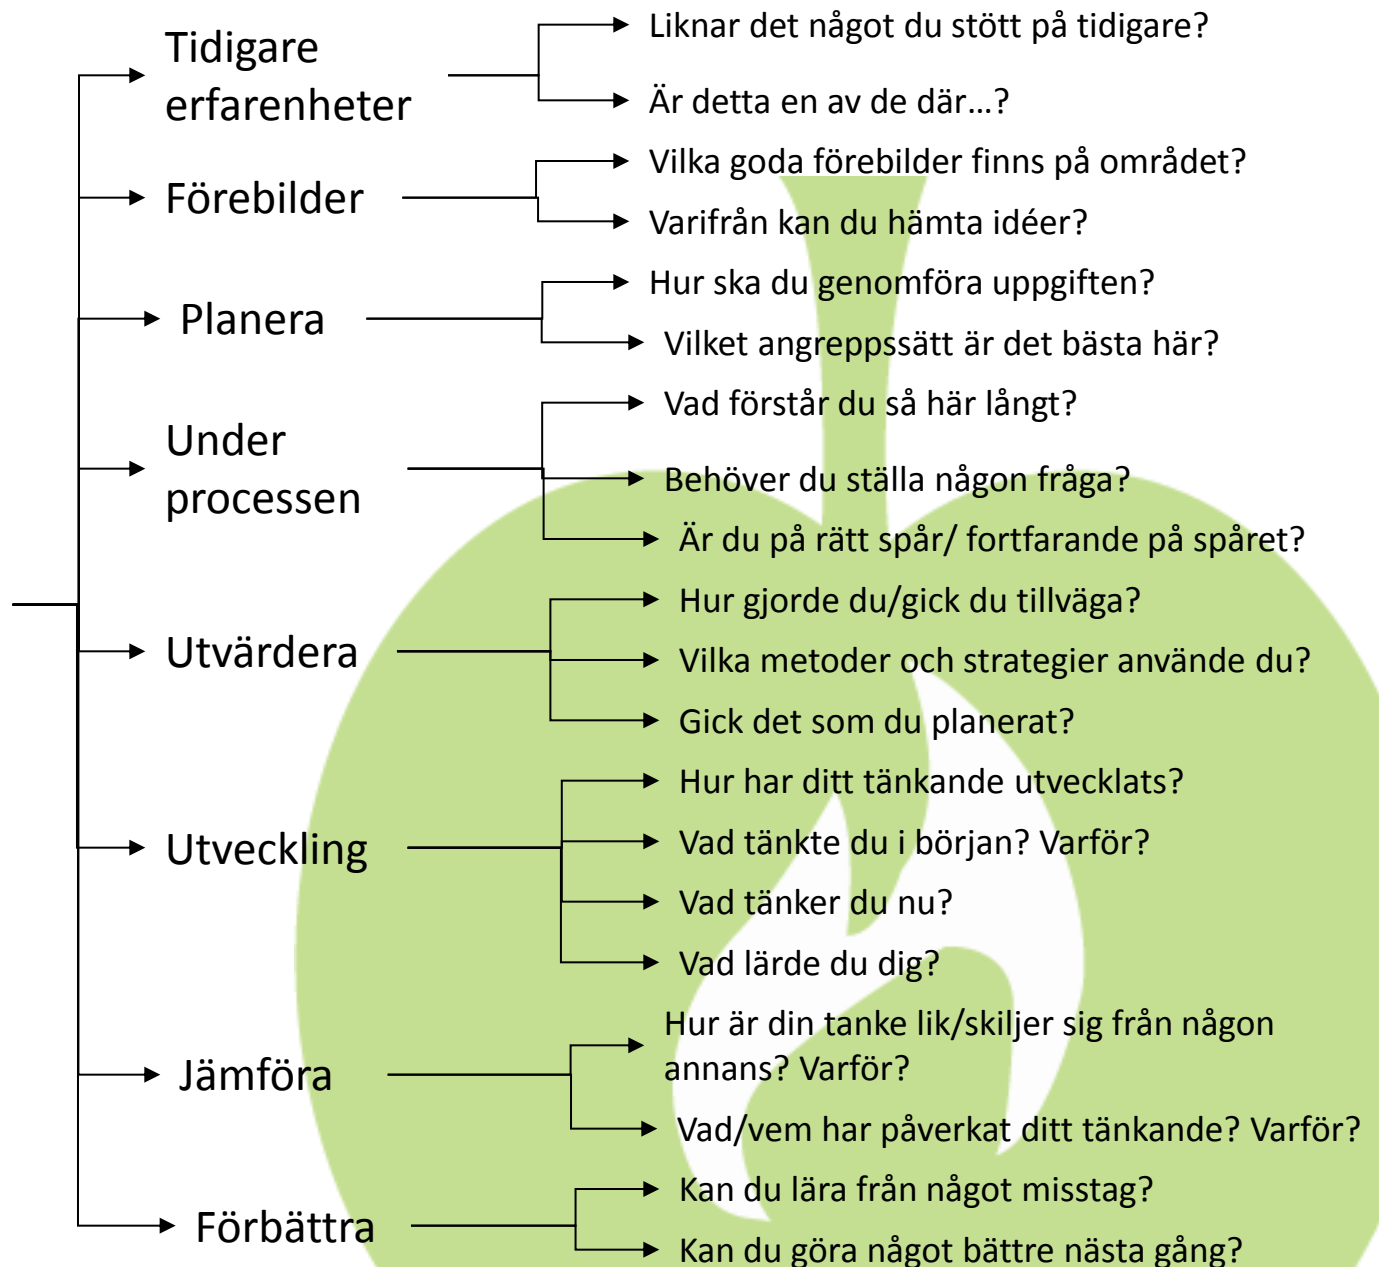 Tidigare
erfarenheter
Liknar det något du stött på tidigare?
Är detta en av de där…?
Förebilder
Vilka goda förebilder finns på området?
Varifrån kan du hämta idéer?
Planera
Hur ska du genomföra uppgiften?
Vilket angreppssätt är det bästa här?
Under
processen
Vad förstår du så här långt?
Behöver du ställa någon fråga?
Är du på rätt spår/ fortfarande på spåret?
Utvärdera
Hur gjorde du/gick du tillväga?
Vilka metoder och strategier använde du?
Gick det som du planerat?
Utveckling
Hur har ditt tänkande utvecklats?
Vad tänkte du i början? Varför?
Vad tänker du nu?
Vad lärde du dig?
Jämföra
Hur är din tanke lik/skiljer sig från någon
annans? Varför?
Vad/vem har påverkat ditt tänkande? Varför?
Förbättra
Kan du lära från något misstag?
Kan du göra något bättre nästa gång?